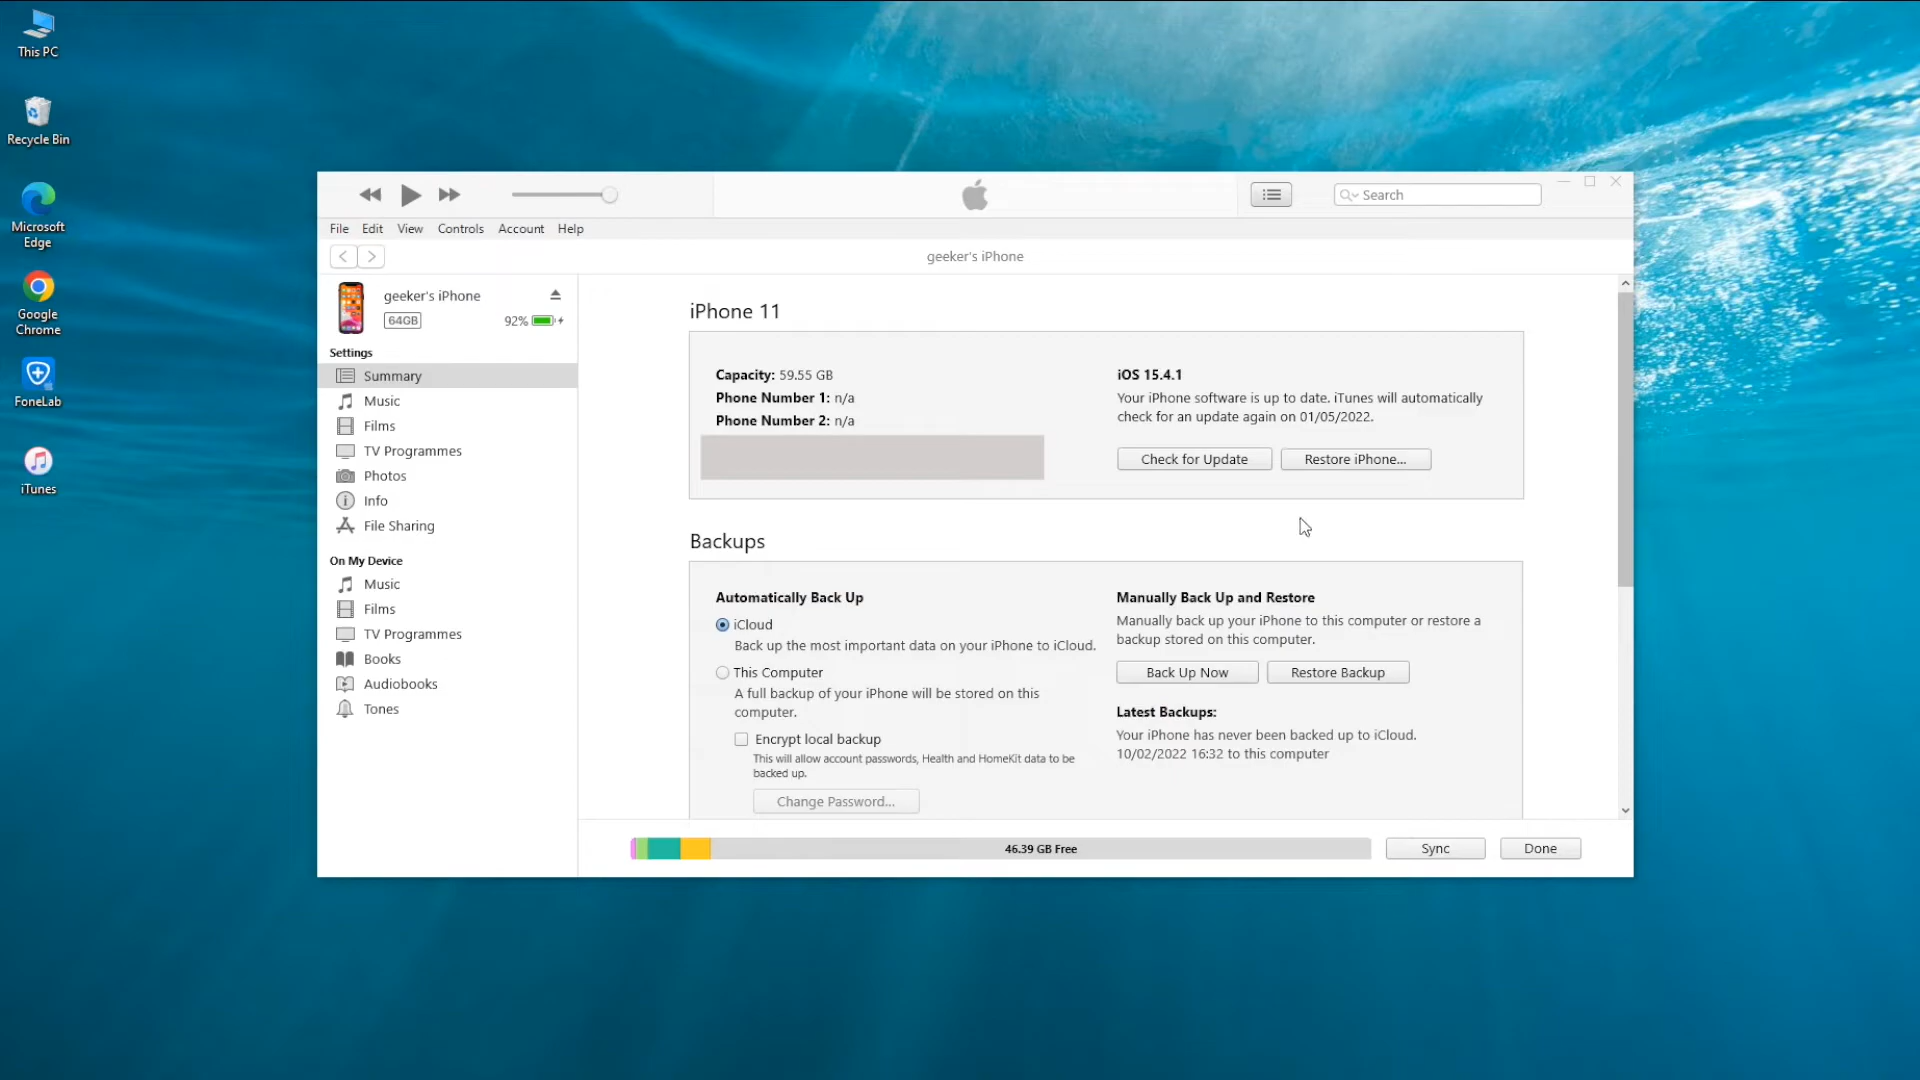 This PC
Recycle Bin
Microsoft
Edge
Google
Chrome
FoneLab
iTunes
Search
File Edit View Controls Account Help
geeker's iPhone
geeker's iPhone
64GB
92%
Settings
Summary
Music
Films
TV Programmes
Photos
Info
File Sharing
On My Device
Music
Films
TV Programmes
Books
Audiobooks
Tones
iPhone 11
Capacity: 59.55 GB
Phone Number 1: n/a
Phone Number 2: n/a
iOS 15.4.1
Your iPhone software is up to date. iTunes will automatically
check for an update again on 01/05/2022.
Check for Update
Restore iPhone...
Backups
Automatically Back Up
iCloud
Back up the most important data on your iPhone to iCloud.
This Computer
A full backup of your iPhone will be stored on this
computer.
Encrypt local backup
This will allow account passwords, Health and HomeKit data to be
backed up.
Change Password...
Manually Back Up and Restore
Manually back up your iPhone to this computer or restore a
backup stored on this computer.
Back Up Now
Restore Backup
Latest Backups:
Your iPhone has never been backed up to iCloud.
10/02/2022 16:32 to this computer
46.39 GB Free
Sync
Done